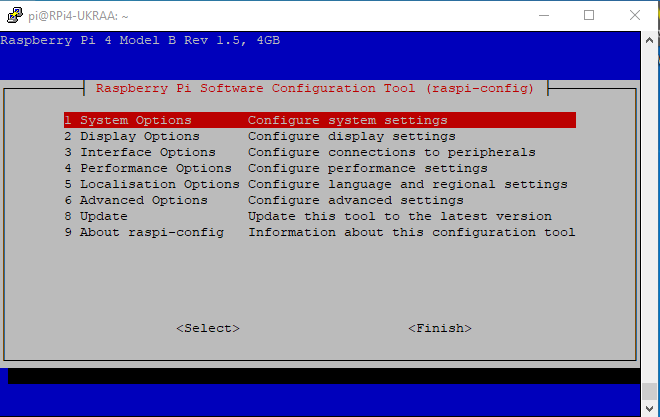 pi@RPi4-UKRAA: ~
Raspberry Pi 4 Model B Rev 1.5, 4GB
Raspberry Pi Software Configuration Tool (raspi-config)
1 System Options Configure system settings
2 Display Options Configure display settings
3 Interface Options Configure connections to peripherals
4 Performance Options Configure performance settings
5 Localisation Options Configure language and regional settings
6 Advanced Options Configure advanced settings
8 Update Update this tool to the latest version
9 About raspi-config Information about this configuration tool
<Select> <Finish>